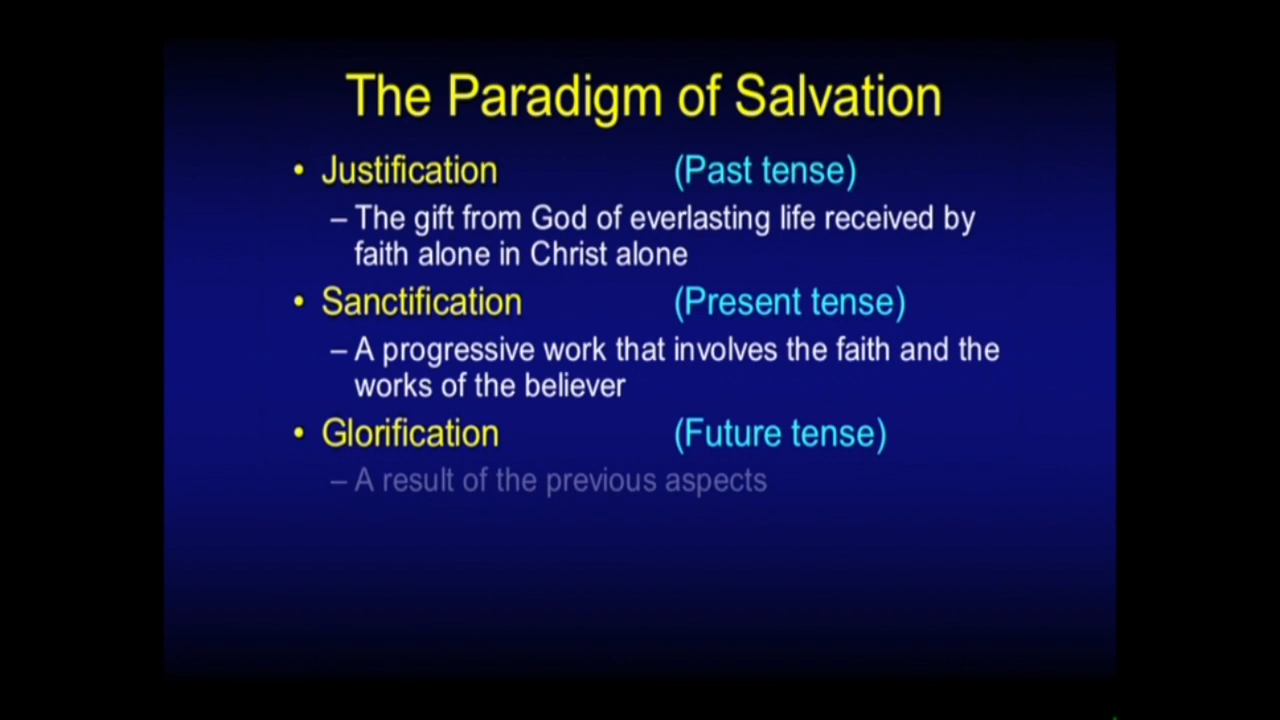 The Paradigm of Salvation
• Justification (Past tense)
– The gift from God of everlasting life received by
faith alone in Christ alone
• Sanctification (Present tense)
– A progressive work that involves the faith and the
works of the believer
• Glorification (Future tense)
– A result of the previous aspects